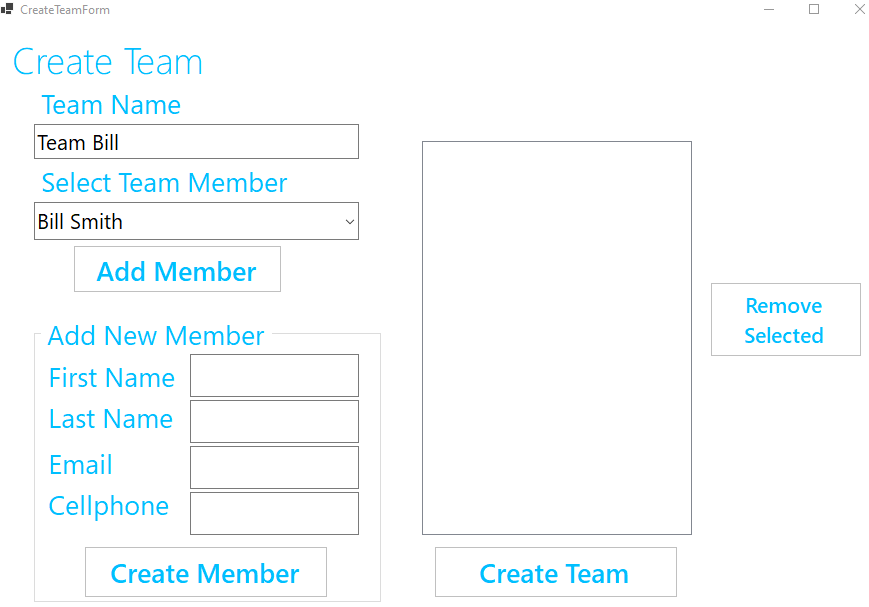 CreateTeamForm
Create Team
Team Name
Team Bill
Select Team Member
Bill Smith
Add Member
Add New Member
First Name
Last Name
Email
Cellphone
Create Member
Remove
Selected
Create Team